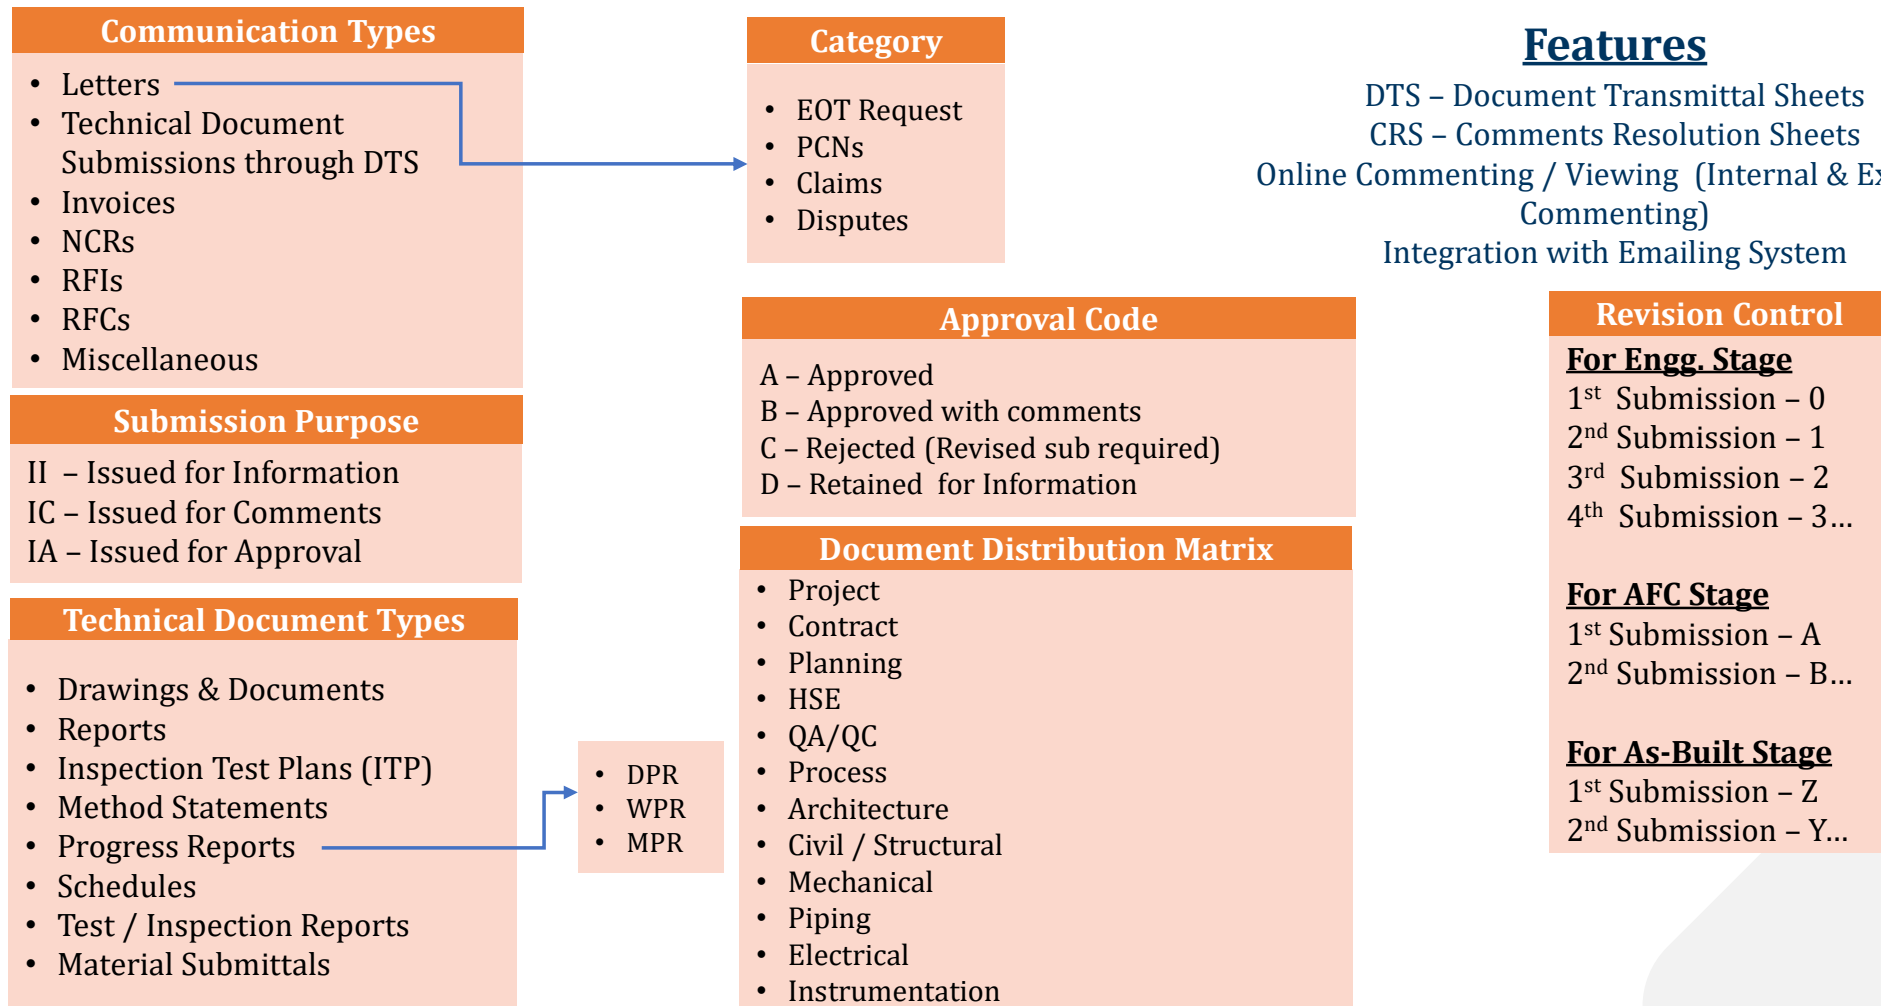 Communication Types
• Letters
• Technical Document
Submissions through DTS
• Invoices
• NCRs
• RFIs
• RFCs
• Miscellaneous
Category
• EOT Request
• PCNs
• Claims
• Disputes
Features
DTS – Document Transmittal Sheets
CRS – Comments Resolution Sheets
Online Commenting / Viewing (Internal & Ex
Commenting)
Integration with Emailing System
Submission Purpose
II – Issued for Information
IC – Issued for Comments
IA – Issued for Approval
Approval Code
A – Approved
B – Approved with comments
C – Rejected (Revised sub required)
D – Retained for Information
Revision Control
For Engg. Stage
1st Submission – 0
2nd Submission – 1
3rd Submission – 2
4th Submission – 3…
For AFC Stage
1st Submission – A
2nd Submission – B…
For As-Built Stage
1st Submission – Z
2nd Submission – Y…
Technical Document Types
• Drawings & Documents
• Reports
• Inspection Test Plans (ITP)
• Method Statements
• Progress Reports
• Schedules
• Test / Inspection Reports
• Material Submittals
• DPR
• WPR
• MPR
Document Distribution Matrix
• Project
• Contract
• Planning
• HSE
• QA/QC
• Process
• Architecture
• Civil / Structural
• Mechanical
• Piping
• Electrical
• Instrumentation